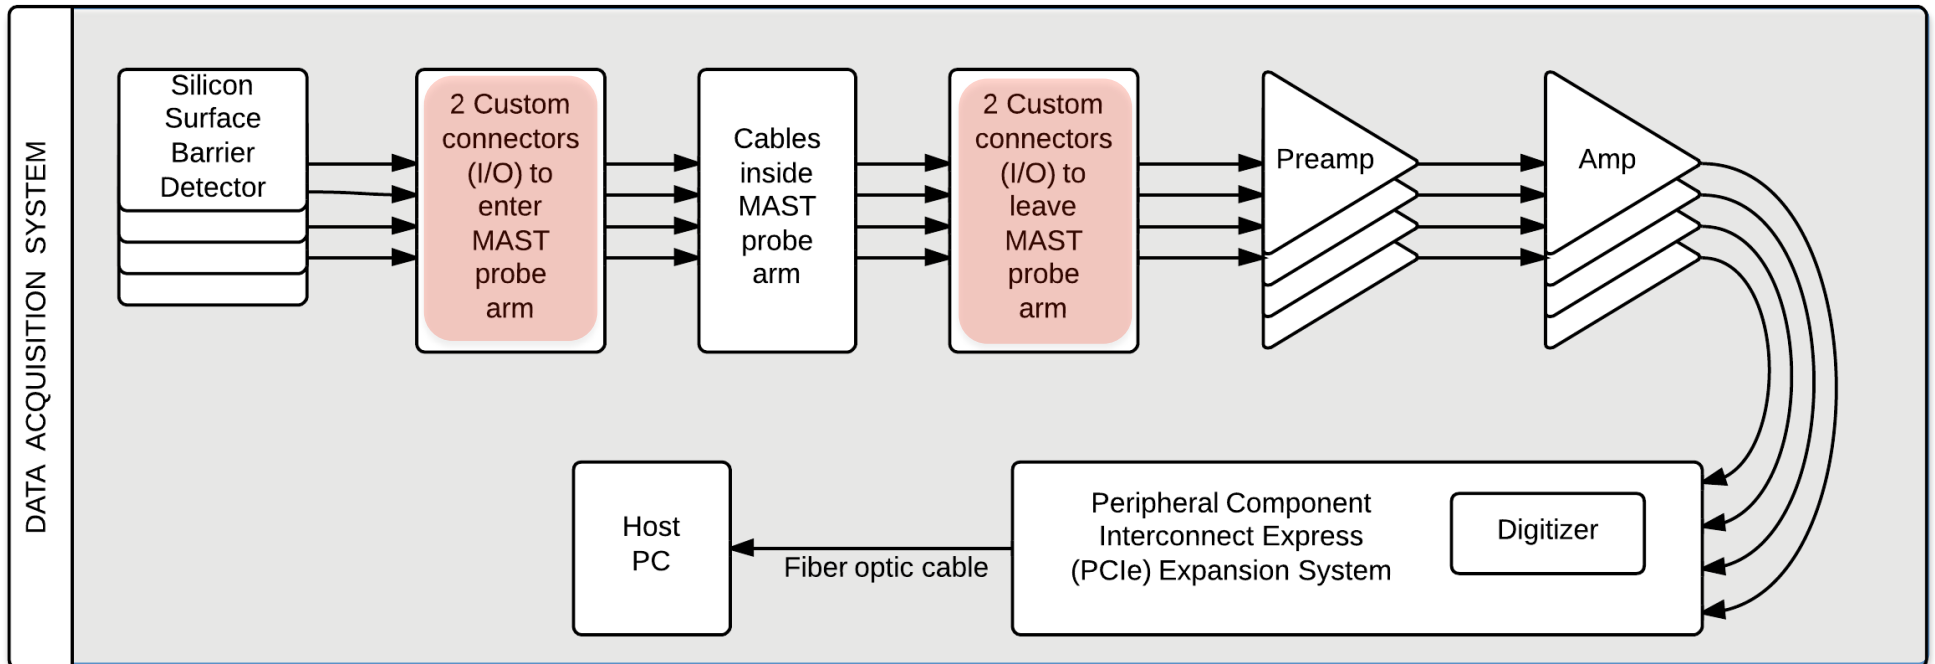 DATA ACQUISITION SYSTEM
Silicon
Surface
Barrier
Detector
2 Custom
connectors
(I/O) to
enter
MAST
probe
arm
Cables
inside
MAST
probe
arm
2 Custom
connectors
(I/O) to
leave
MAST
probe
arm
Preamp
Amp
Host
PC
Fiber optic cable
Peripheral Component
Interconnect Express
(PCIe) Expansion System
Digitizer